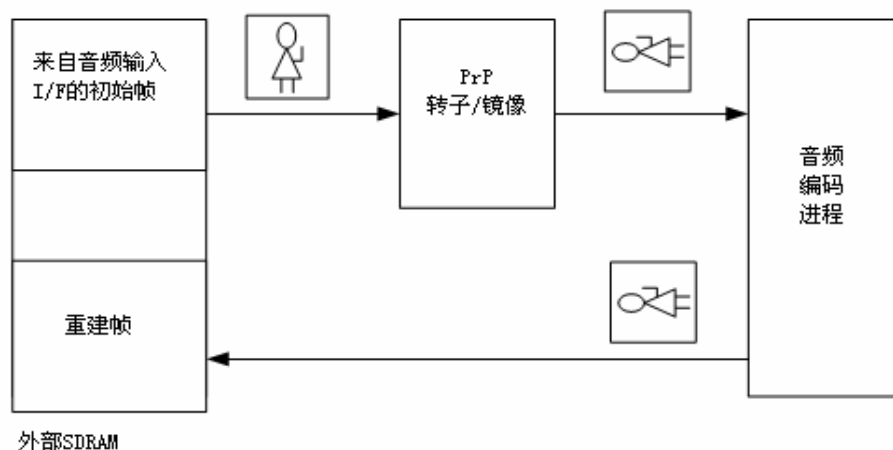 来自音频输入
I/F的初始帧
PrP
转子/镜像
音频
编码
进程
重建帧
外部SDRAM